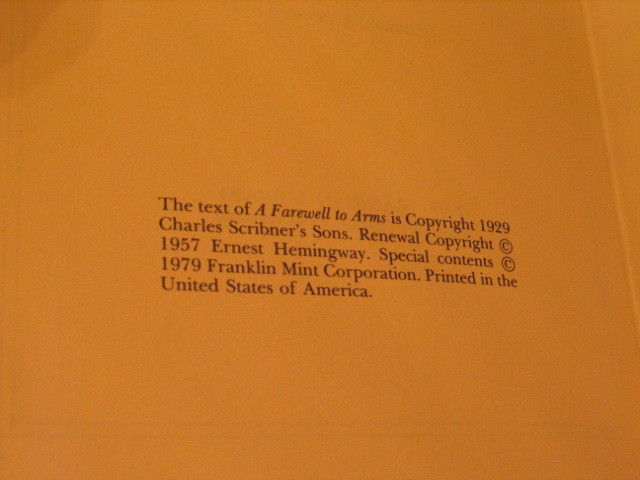 The text of A Farewell to Arms is Copyright 1929
Charles Scribner's Sons. Renewal Copyright ©
1957 Ernest Hemingway. Special contents ©
1979 Franklin Mint Corporation. Printed in the
United States of America.